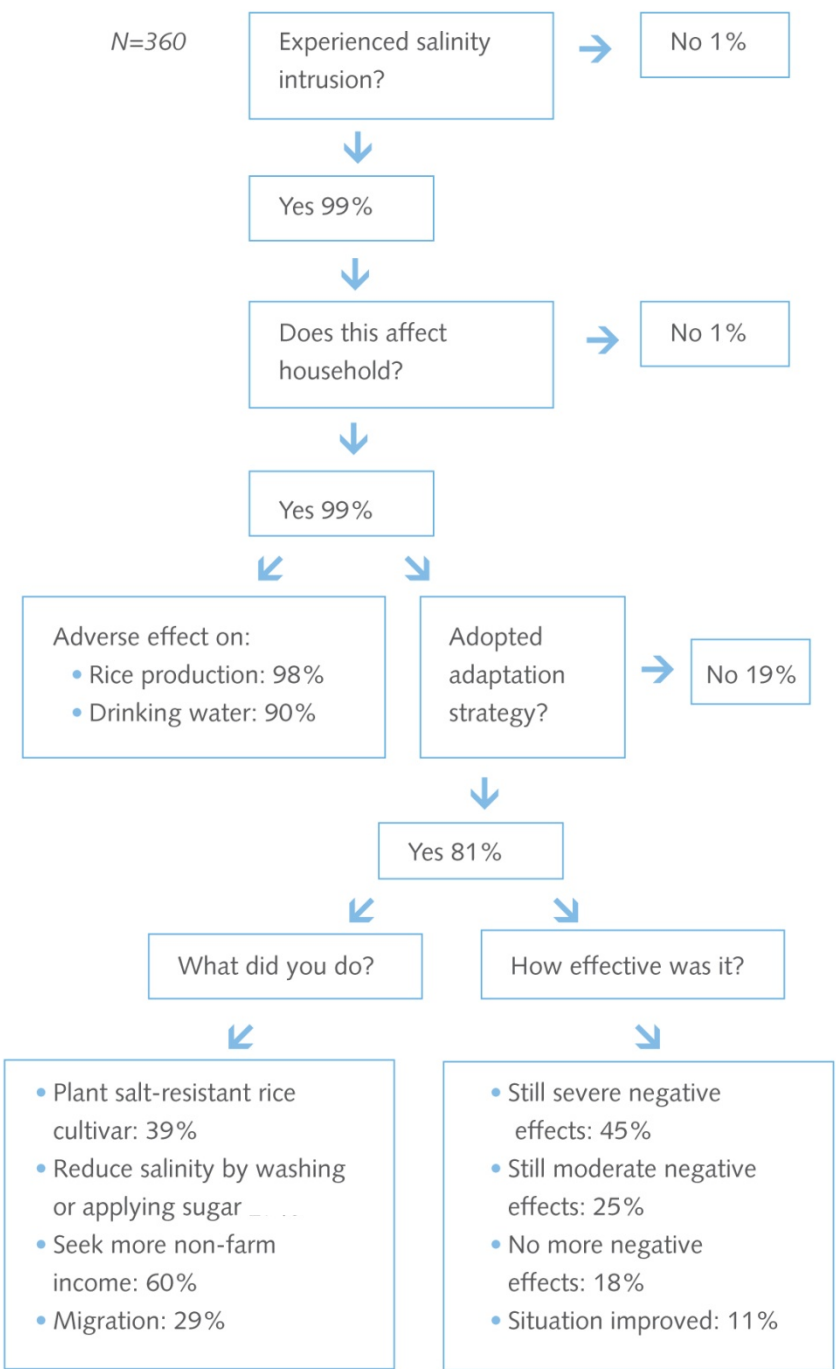 N=360
Experienced salinity
intrusion?
No 1%
Yes 99%
Does this affect
household?
No 1%
Yes 99%
Adverse effect on:
• Rice production: 98%
• Drinking water: 90%
Adopted
adaptation
strategy?
No 19%
Yes 81%
What did you do?
How effective was it?
• Plant salt-resistant rice
cultivar: 39%
• Reduce salinity by washing
or applying sugar
• Seek more non-farm
income: 60%
• Migration: 29%
• Still severe negative
effects: 45%
• Still moderate negative
effects: 25%
• No more negative
effects: 18%
• Situation improved: 11%